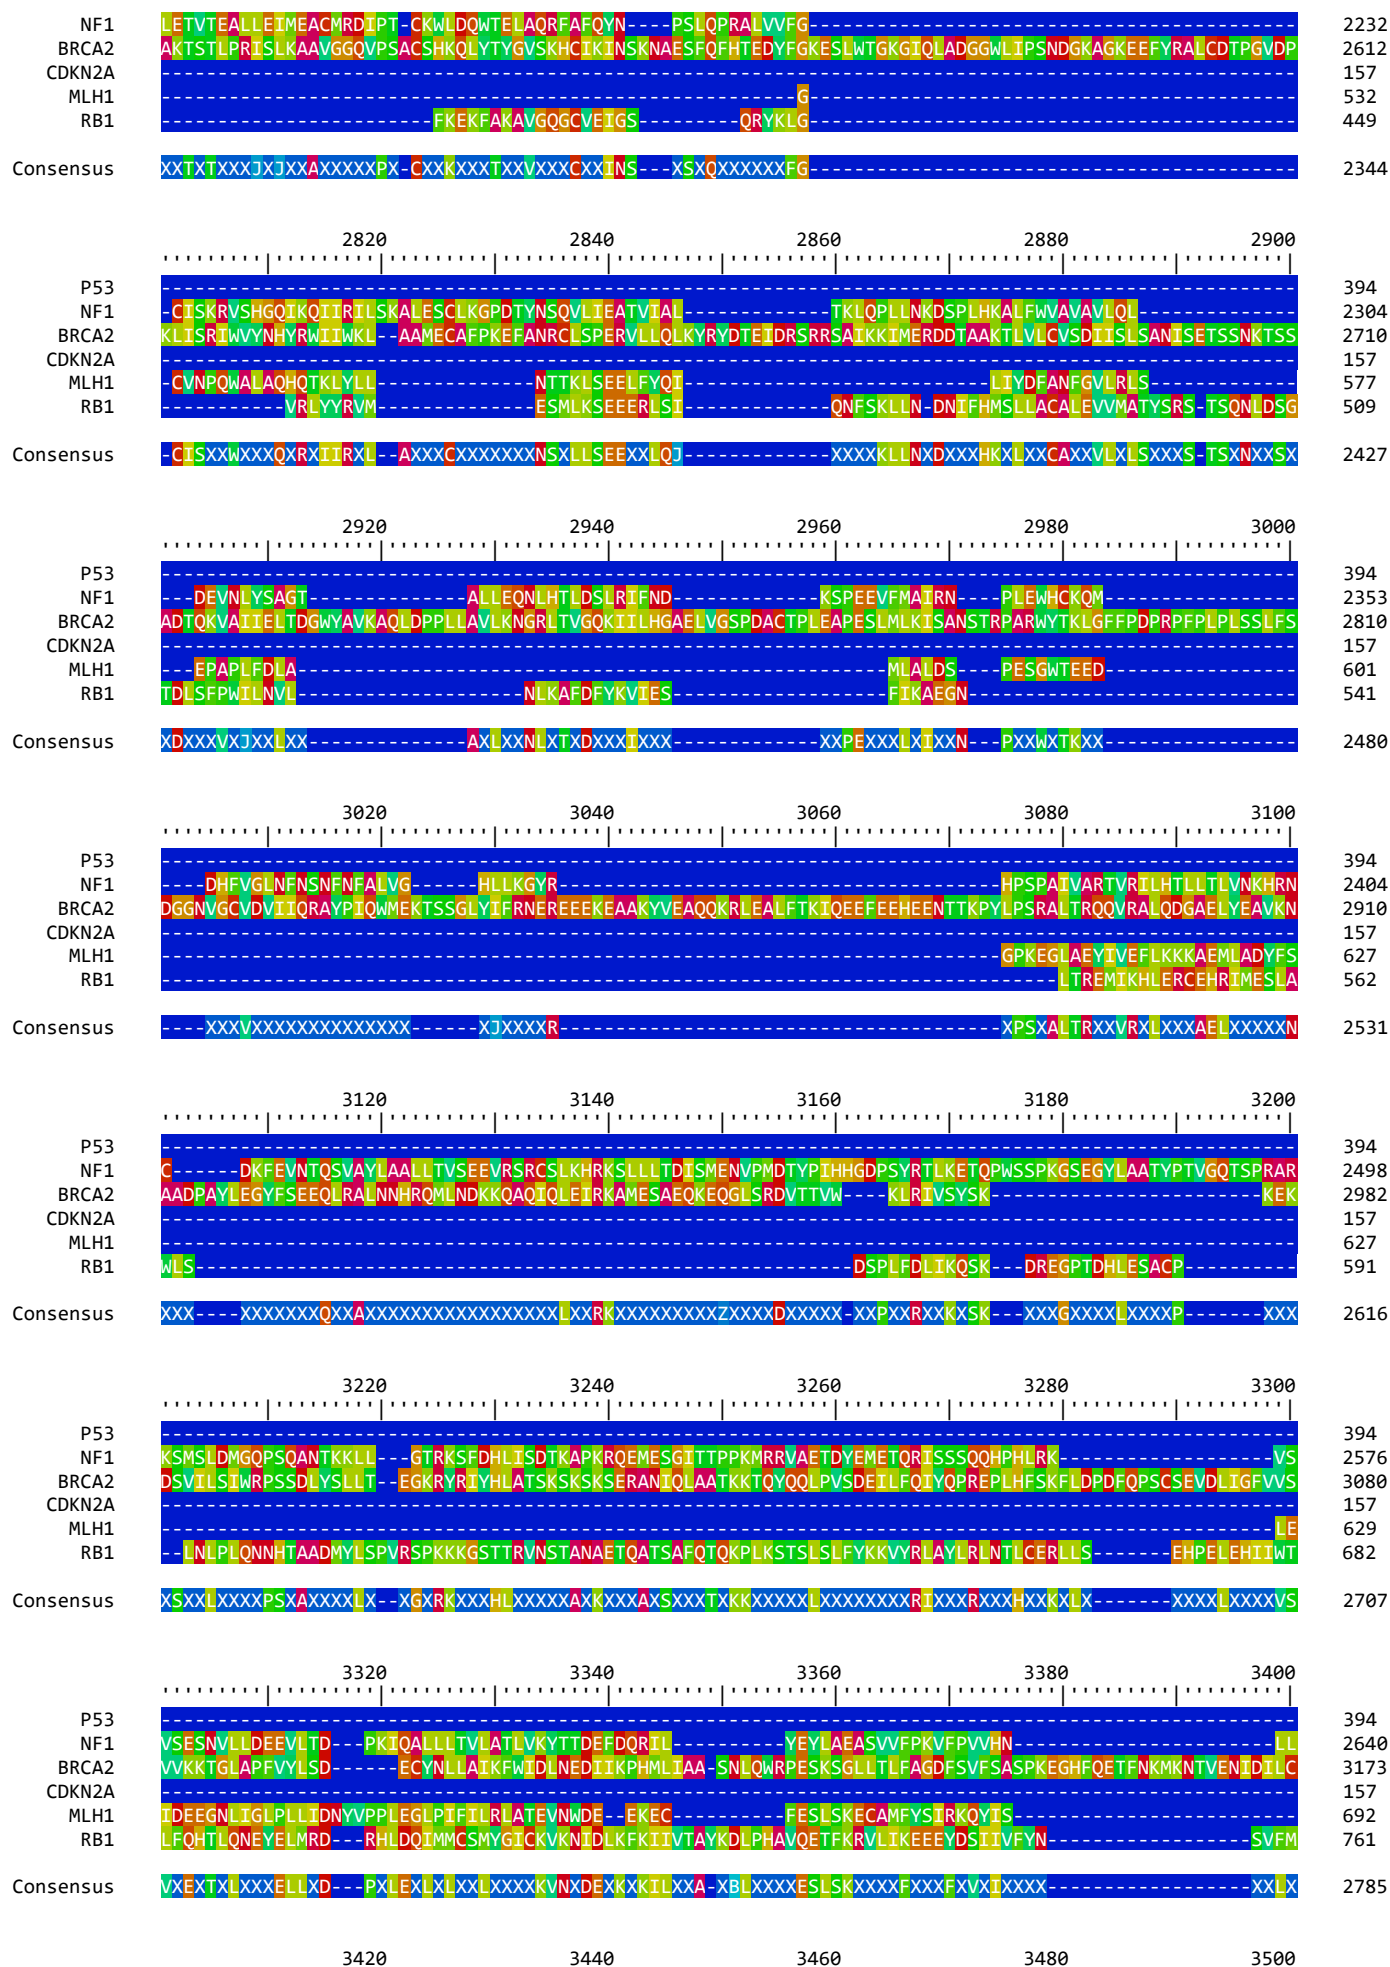 NF1 LETVTEALLEIMEACMRDIPT-CKWLDQWTELAQRFAFQYN----PSLQPRALVVFG------------------------------------------- 2232
BRCA2 AKTSTLPRISLKAAVGGQVPSACSHKQLYTYGVSKHCIKINSKNAESFQFHTEDYFGKESLWTGKGIQLADGGWLIPSNDGKAGKEEFYRALCDTPGVDP 2612
CDKN2A ---------------------------------------------------------------------------------------------------- 157
MLH1 --------------------------------------------------------G------------------------------------------- 532
RB1 ------------------------FKEKFAKAVGQGCVEIGS---------QRYKLG------------------------------------------- 449
Consensus XXTXTXXXJXJXXAXXXXXPX-CXXKXXXTXXVXXXCXXINS---XSXQXXXXXXFG------------------------------------------- 2344
2820 2840 2860 2880 2900
P53 ---------------------------------------------------------------------------------------------------- 394
NF1 -CISKRVSHGQIKQIIRILSKALESCLKGPDTYNSQVLIEATVIAL-------------TKLQPLLNKDSPLHKALFWVAVAVLQL-------------- 2304
BRCA2 KLISRIWVYNHYRWIIWKL--AAMECAFPKEFANRCLSPERVLLQLKYRYDTEIDRSRRSAIKKIMERDDTAAKTLVLCVSDIISLSANISETSSNKTSS 2710
CDKN2A ---------------------------------------------------------------------------------------------------- 157
MLH1 -CVNPQWALAQHQTKLYLL--------------NTTKLSEELFYQI---------------------------LIYDFANFGVLRLS------------- 577
RB1 -----------VRLYYRVM--------------ESMLKSEEERLSI-------------QNFSKLLN-DNIFHMSLLACALEVVMATYSRS-TSQNLDSG 509
Consensus -CISXXWXXXQXRXIIRXL--AXXXCXXXXXXXNSXLLSEEXXLQJ-------------XXXXKLLNXDXXXHKXLXXCAXXVLXLSXXXS-TSXNXXSX 2427
2920 2940 2960 2980 3000
P53 ---------------------------------------------------------------------------------------------------- 394
NF1 ---DEVNLYSAGT--------------ALLEQNLHTLDSLRIFND-------------KSPEEVFMAIRN----PLEWHCKQM----------------- 2353
BRCA2 ADTQKVAIIELTDGWYAVKAQLDPPLLAVLKNGRLTVGQKIILHGAELVGSPDACTPLEAPESLMLKISANSTRPARWYTKLGFFPDPRPFPLPLSSLFS 2810
CDKN2A ---------------------------------------------------------------------------------------------------- 157
MLH1 ---EPAPLFDLA----------------------------------------------------MLALDS----PESGWTEED----------------- 601
RB1 TDLSFPWILNVL--------------------NLKAFDFYKVIES-------------------FIKAEGN----------------------------- 541
Consensus XDXXXVXJXXLXX--------------AXLXXNLXTXDXXXIXXX-------------XXPEXXXLXIXXN---PXXWXTKXX----------------- 2480
3020 3040 3060 3080 3100
P53 ---------------------------------------------------------------------------------------------------- 394
NF1 ----DHFVGLNFNSNFNFALVG------HLLKGYR---------------------------------------HPSPAIVARTVRILHTLLTLVNKHRN 2404
BRCA2 DGGNVGCVDVIIQRAYPIQWMEKTSSGLYIFRNEREEEKEAAKYVEAQQKRLEALFTKIQEEFEEHEENTTKPYLPSRALTRQQVRALQDGAELYEAVKN 2910
CDKN2A ---------------------------------------------------------------------------------------------------- 157
MLH1 --------------------------------------------------------------------------GPKEGLAEYIVEFLKKKAEMLADYFS 627
RB1 -------------------------------------------------------------------------------LTREMIKHLERCEHRIMESLA 562
Consensus ----XXXVXXXXXXXXXXXXXX------XJXXXXR---------------------------------------XPSXALTRXXVRXLXXXAELXXXXXN 2531
3120 3140 3160 3180 3200
P53 ---------------------------------------------------------------------------------------------------- 394
NF1 C------DKFEVNTQSVAYLAALLTVSEEVRSRCSLKHRKSLLLTDISMENVPMDTYPIHHGDPSYRTLKETQPWSSPKGSEGYLAATYPTVGQTSPRAR 2498
BRCA2 AADPAYLEGYFSEEQLRALNNHRQMLNDKKQAQIQLEIRKAMESAEQKEQGLSRDVTTVW----KLRIVSYSK------------------------KEK 2982
CDKN2A ---------------------------------------------------------------------------------------------------- 157
MLH1 ---------------------------------------------------------------------------------------------------- 627
RB1 WLS----------------------------------------------------------DSPLFDLIKQSK---DREGPTDHLESACP---------- 591
Consensus XXX----XXXXXXXQXXAXXXXXXXXXXXXXXXXXLXXRKXXXXXXXXXZXXXXDXXXXX-XXPXXRXXKXSK---XXXGXXXXLXXXXP-------XXX 2616
3220 3240 3260 3280 3300
P53 ---------------------------------------------------------------------------------------------------- 394
NF1 KSMSLDMGQPSQANTKKLL---GTRKSFDHLISDTKAPKRQEMESGITTPPKMRRVAETDYEMETQRISSSQQHPHLRK-------------------VS 2576
BRCA2 DSVILSIWRPSSDLYSLLT--EGKRYRIYHLATSKSKSKSERANIQLAATKKTQYQQLPVSDEILFQIYQPREPLHFSKFLDPDFQPSCSEVDLIGFVVS 3080
CDKN2A ---------------------------------------------------------------------------------------------------- 157
MLH1 --------------------------------------------------------------------------------------------------LE 629
RB1 --LNLPLQNNHTAADMYLSPVRSPKKKGSTTRVNSTANAETQATSAFQTQKPLKSTSLSLFYKKVYRLAYLRLNTLCERLLS-------EHPELEHIIWT 682
Consensus XSXXLXXXXPSXAXXXXLX--XGXRKXXXHLXXXXXAXKXXXAXSXXXTXKKXXXXXLXXXXXXXXRIXXXRXXXHXXKXLX-------XXXXLXXXXVS 2707
3320 3340 3360 3380 3400
P53 ---------------------------------------------------------------------------------------------------- 394
NF1 VSESNVLLDEEVLTD---PKIQALLLTVLATLVKYTTDEFDQRIL----------YEYLAEASVVFPKVFPVVHN-----------------------LL 2640
BRCA2 VVKKTGLAPFVYLSD------ECYNLLAIKFWIDLNEDIIKPHMLIAA-SNLQWRPESKSGLLTLFAGDFSVFSASPKEGHFQETFNKMKNTVENIDILC 3173
CDKN2A ---------------------------------------------------------------------------------------------------- 157
MLH1 IDEEGNLIGLPLLIDNYVPPLEGLPIFILRLATEVNWDE--EKEC----------FESLSKECAMFYSIRKQYIS------------------------- 692
RB1 LFQHTLQNEYELMRD---RHLDQIMMCSMYGICKVKNIDLKFKIIVTAYKDLPHAVQETFKRVLIKEEEYDSIIVFYN------------------SVFM 761
Consensus VXEXTXLXXXELLXD---PXLEXLXLXXLXXXXKVNXDEXKXKILXXA-XBLXXXXESLSKXXXXFXXXFXVXIXXXX------------------XXLX 2785
3420 3440 3460 3480 3500